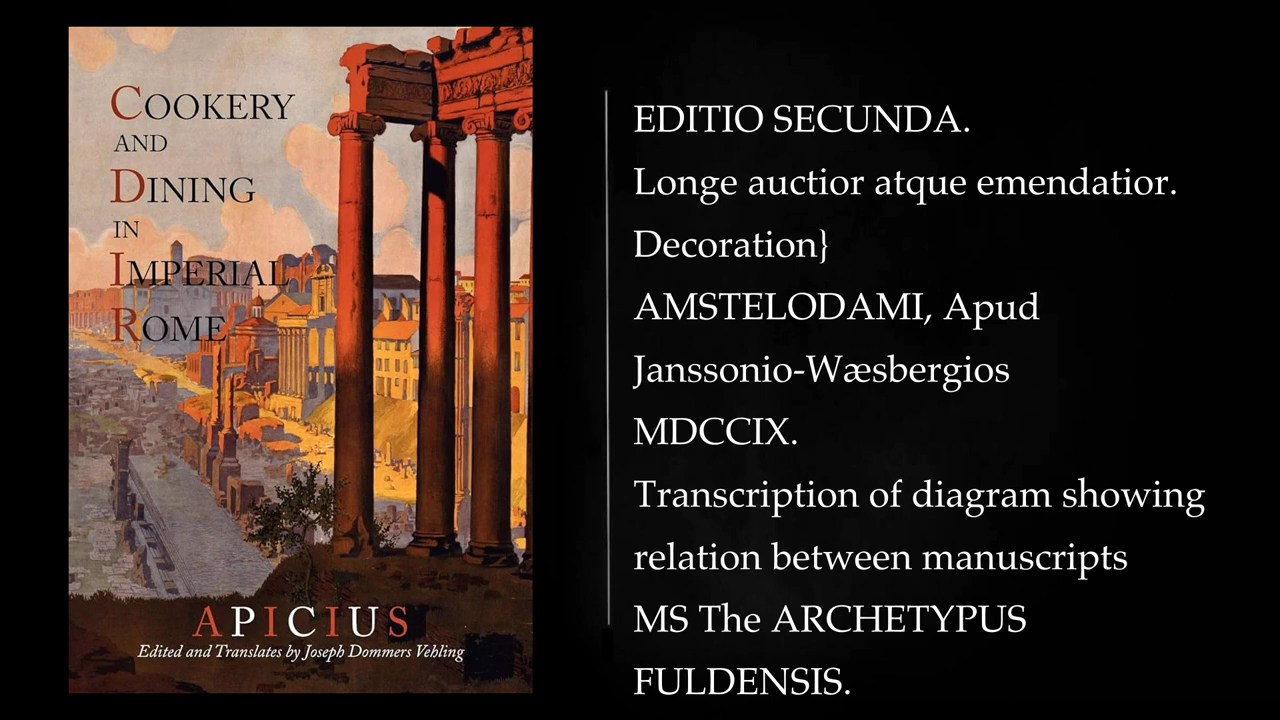 COOKERY
AND
DINING
IN
IMPERIAL
ROME
APICIUS
Edited and Translates by Joseph Dommers Vehling
EDITIO SECUNDA.
Longe auctior atque emendatior.
Decoration}
AMSTELODAMI, Apud
Janssonio-Wæsbergios
MDCCIX.
Transcription of diagram showing
relation between manuscripts
MS The ARCHETYPUS
FULDENSIS.